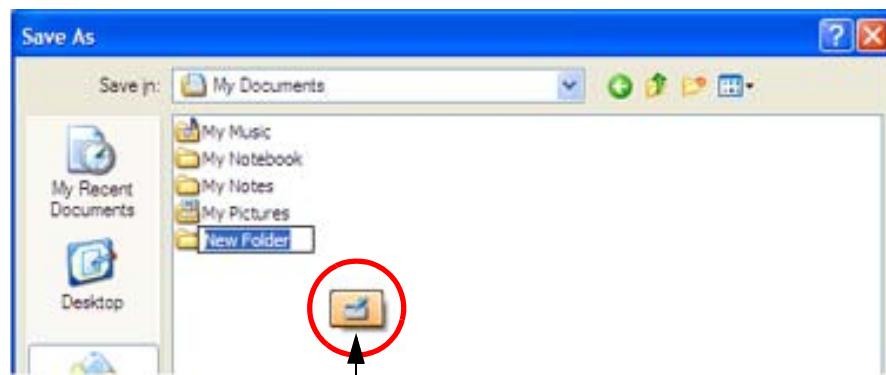 Save As
Save in: My Documents
My Music
My Notebook
My Notes
My Pictures
New Folder
My Recent
Documents
Desktop